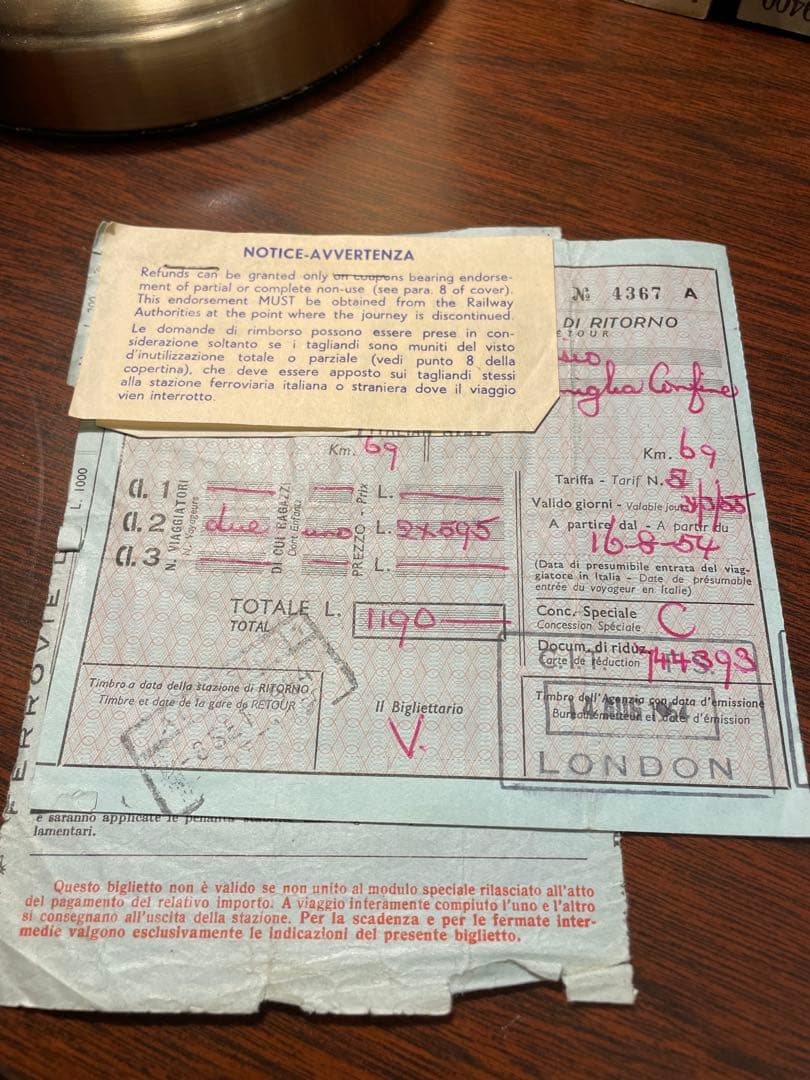 NOTICE-AVVERTENZA
Refunds can be granted only on coupons bearing endorse-
ment of partial or complete non-use (see para. 8 of cover).
This endorsement MUST be obtained from the Railway
Authorities at the point where the journey is discontinued.
Le domande di rimborso possono essere prese in con-
siderazione soltanto se i tagliandi sono muniti del visto
d'inutilizzazione totale o parziale (vedi punto 8 della
copertina), che deve essere apposto sui tagliandi stessi
alla stazione ferroviaria italiana o straniera dove il viaggio
vien interrotto.
№ 4367 A
DI RITORNO
ETOUR
Confine
Km. 69
Km. 69
Tariffa - Tarif N.
Valido giorni - Valable jours 31/3/55
A partire dal - A partir du
16-8-54
(Data di presumibile entrata del viag-
giatore in Italia - Date de présumable
entrée du voyageur en Italie)
Conc. Speciale C
Concession Spéciale
Docum. di riduz. 744393
Carte de réduction
Cl. 1 L.
Cl. 2 due uno L. 2x595
Cl. 3 L.
N. VIAGGIATORI
N. Voyageurs
DI CUI RAGAZZI
Dont Enfants
PREZZO Prix
TOTALE L. 1190
TOTAL
Timbro a data della stazione di RITORNO
Timbre et date de la gare de RETOUR
Il Bigliettario
V.
Timbro dell'Agenzia con data d'émissione
Bureau émetteur et date d'émission
LONDON
L. 1000
FERROVIE
e saranno applicate le
lamentari.
Questo biglietto non è valido se non unito al modulo speciale rilasciato all'atto
del pagamento del relativo importo. A viaggio interamente compiuto l'uno e l'altro
si consegnano all'uscita della stazione. Per la scadenza e per le fermate inter-
medie valgono esclusivamente le indicazioni del presente biglietto.